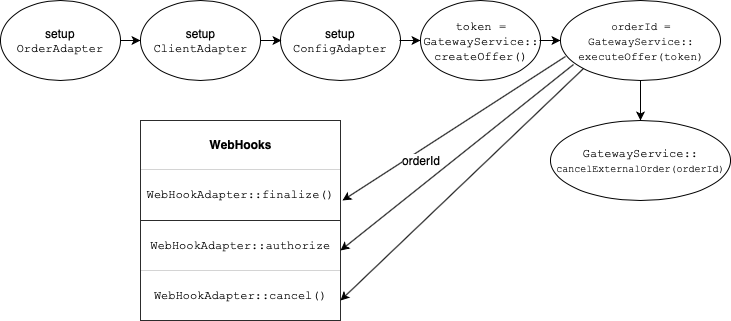 setup
OrderAdapter
setup
ClientAdapter
setup
ConfigAdapter
token =
GatewayService::
createOffer()
orderId =
GatewayService::
executeOffer(token)
GatewayService::
cancelExternalOrder(orderId)
orderId
WebHooks
WebHookAdapter::finalize()
WebHookAdapter::authorize
WebHookAdapter::cancel()